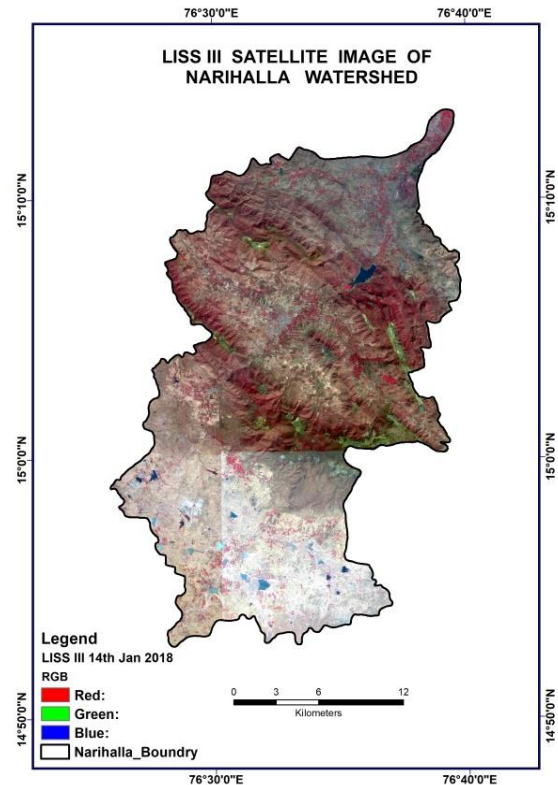 76°30'0"E 76°40'0"E
LISS III SATELLITE IMAGE OF
NARIHALLA WATERSHED
15°10'0"N 15°10'0"N
15°0'0"N 15°0'0"N
Legend
LISS III 14th Jan 2018
RGB
Red:
Green:
Blue:
Narihalla_Boundry
0 3 6 12
Kilometers
14°50'0"N 14°50'0"N
76°30'0"E 76°40'0"E